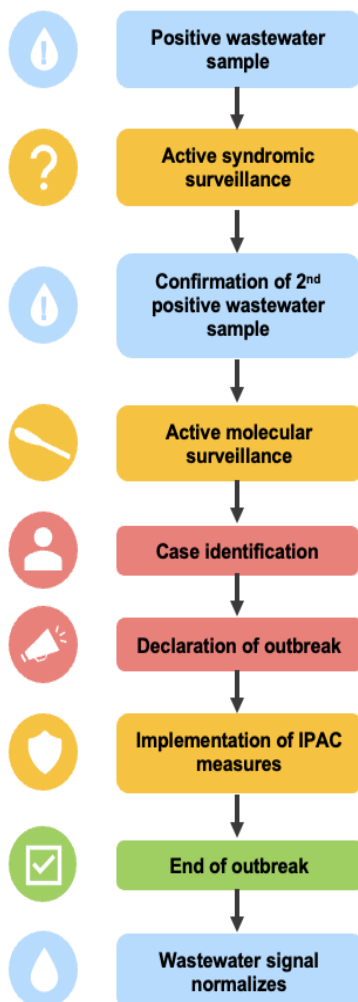 Positive wastewater
sample
Active syndromic
surveillance
Confirmation of 2nd
positive wastewater
sample
Active molecular
surveillance
Case identification
Declaration of outbreak
Implementation of IPAC
measures
End of outbreak
Wastewater signal
normalizes